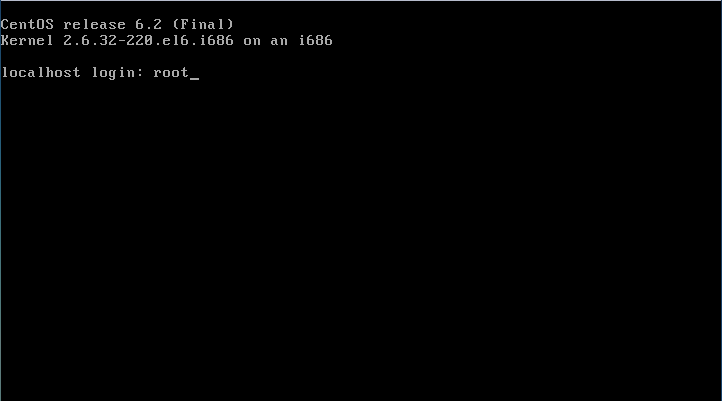 CentOS release 6.2 (Final)
Kernel 2.6.32-220.el6.i686 on an i686
localhost login: root_